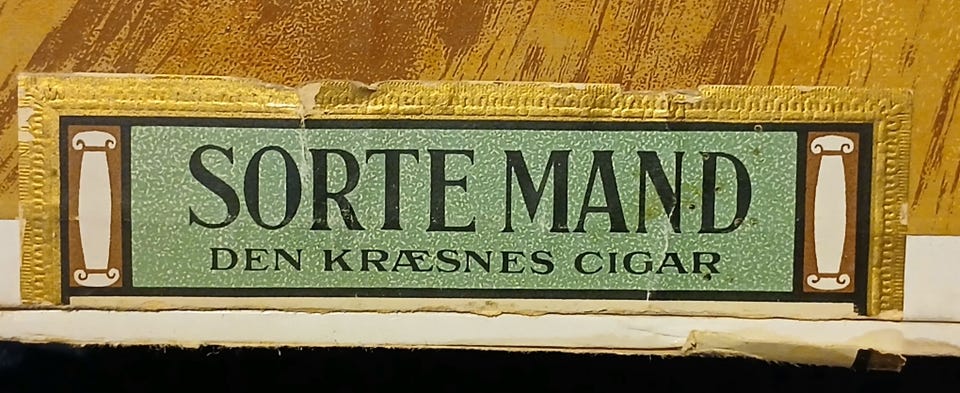 SORTE MAND
DEN KRÆSNES CIGAR